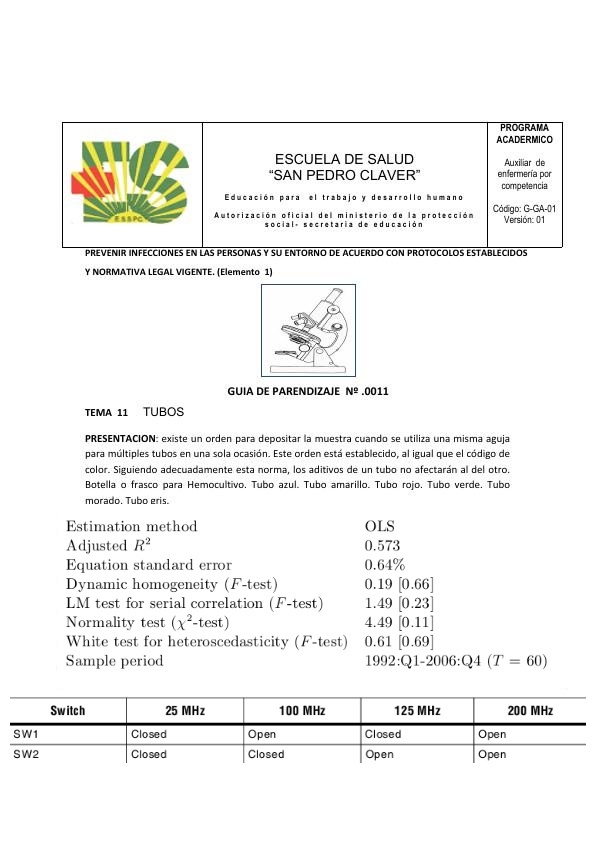 ESSPC
ESCUELA DE SALUD
“SAN PEDRO CLAVER”
Educación para el trabajo y desarrollo humano
Autorización oficial del ministerio de la protección
social- secretaria de educación
PROGRAMA
ACADERMICO
Auxiliar de
enfermería por
competencia
Código: G-GA-01
Versión: 01
PREVENIR INFECCIONES EN LAS PERSONAS Y SU ENTORNO DE ACUERDO CON PROTOCOLOS ESTABLECIDOS
Y NORMATIVA LEGAL VIGENTE. (Elemento 1)
GUIA DE PARENDIZAJE Nº .0011
TEMA 11 TUBOS
PRESENTACION: existe un orden para depositar la muestra cuando se utiliza una misma aguja
para múltiples tubos en una sola ocasión. Este orden está establecido, al igual que el código de
color. Siguiendo adecuadamente esta norma, los aditivos de un tubo no afectarán al del otro.
Botella o frasco para Hemocultivo. Tubo azul. Tubo amarillo. Tubo rojo. Tubo verde. Tubo
morado. Tubo gris.
Estimation method OLS
Adjusted R² 0.573
Equation standard error 0.64%
Dynamic homogeneity (F-test) 0.19 [0.66]
LM test for serial correlation (F-test) 1.49 [0.23]
Normality test (χ²-test) 4.49 [0.11]
White test for heteroscedasticity (F-test) 0.61 [0.69]
Sample period 1992:Q1-2006:Q4 (T = 60)
Switch 25 MHz 100 MHz 125 MHz 200 MHz
SW1 Closed Open Closed Open
SW2 Closed Closed Open Open